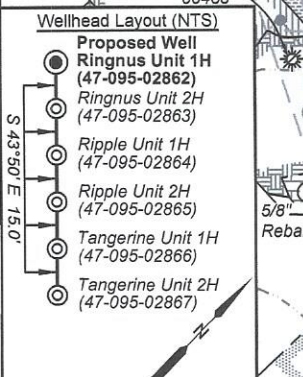 Wellhead Layout (NTS)
Proposed Well
Ringnus Unit 1H
(47-095-02862)
Ringnus Unit 2H
(47-095-02863)
Ripple Unit 1H
(47-095-02864)
Ripple Unit 2H
(47-095-02865)
Tangerine Unit 1H
(47-095-02866)
Tangerine Unit 2H
(47-095-02867)
S 43°50' E 15.0'
N
5/8"
Reba